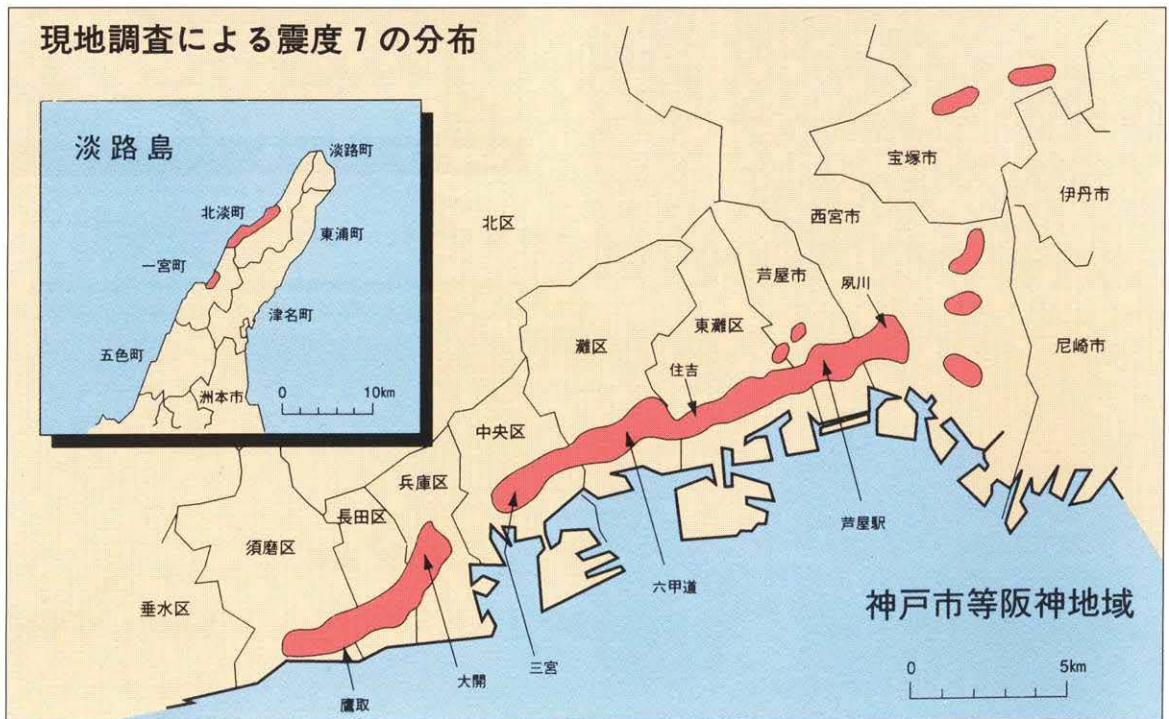 現地調査による震度7の分布
淡路島
淡路町
北淡町
東浦町
一宮町
津名町
五色町
洲本市
0 10km
宝塚市
伊丹市
北区
西宮市
芦屋市
夙川
東灘区
灘区
尼崎市
住吉
中央区
兵庫区
長田区
須磨区
芦屋駅
六甲道
垂水区
神戸市等阪神地域
三宮
大開
鷹取
0 5km